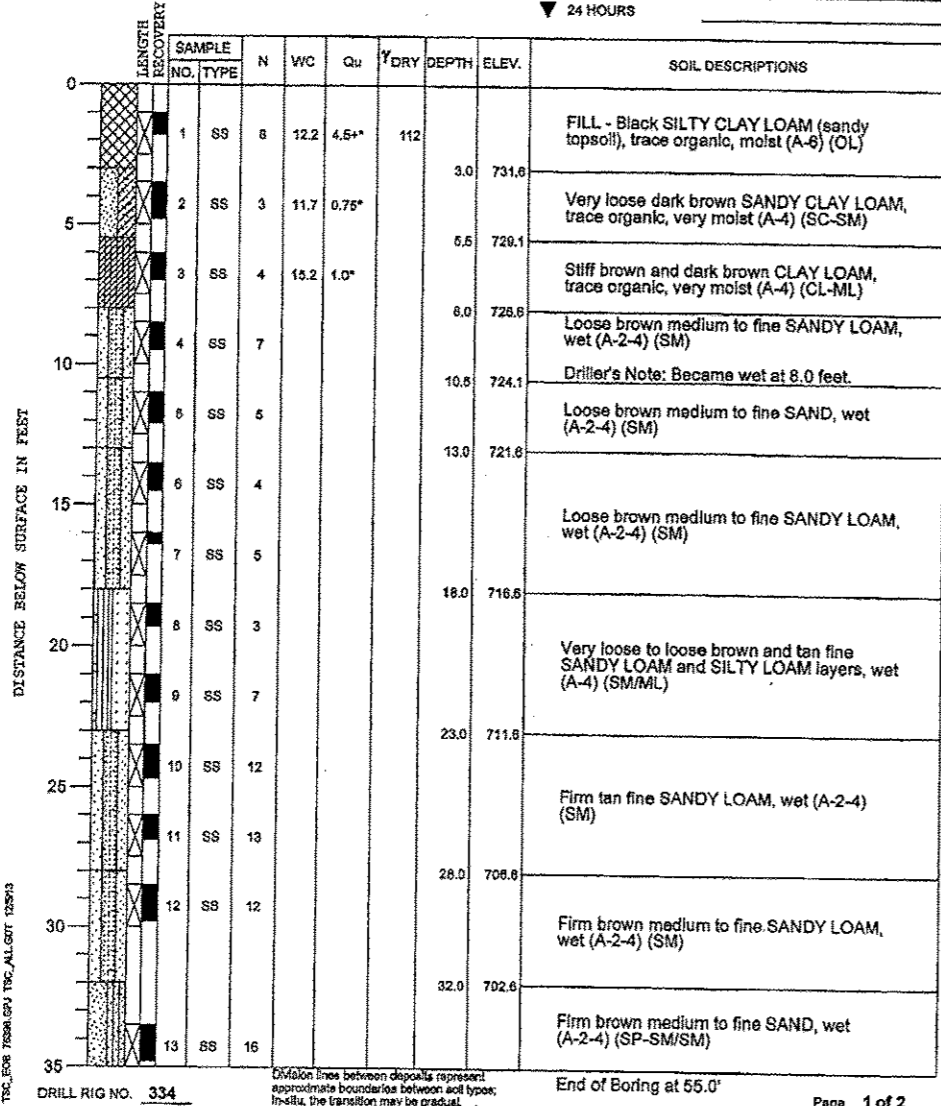 24 HOURS
LENGTH
RECOVERY
SAMPLE
NO. TYPE N WC Qu γDRY DEPTH ELEV. SOIL DESCRIPTIONS
0
1 SS 8 12.2 4.5+* 112
FILL - Black SILTY CLAY LOAM (sandy
topsoil), trace organic, moist (A-6) (OL)
3.0 731.6
2 SS 3 11.7 0.75*
Very loose dark brown SANDY CLAY LOAM,
trace organic, very moist (A-4) (SC-SM)
5
5.5 729.1
3 SS 4 15.2 1.0*
Stiff brown and dark brown CLAY LOAM,
trace organic, very moist (A-4) (CL-ML)
8.0 726.6
4 SS 7
Loose brown medium to fine SANDY LOAM,
wet (A-2-4) (SM)
10
Driller's Note: Became wet at 8.0 feet.
10.5 724.1
5 SS 5
Loose brown medium to fine SAND, wet
(A-2-4) (SM)
13.0 721.6
6 SS 4
15
Loose brown medium to fine SANDY LOAM,
wet (A-2-4) (SM)
7 SS 5
18.0 716.6
8 SS 3
20
Very loose to loose brown and tan fine
SANDY LOAM and SILTY LOAM layers, wet
(A-4) (SM/ML)
9 SS 7
23.0 711.6
10 SS 12
25
Firm tan fine SANDY LOAM, wet (A-2-4)
(SM)
11 SS 13
28.0 706.6
12 SS 12
30
Firm brown medium to fine SANDY LOAM,
wet (A-2-4) (SM)
32.0 702.6
13 SS 16
Firm brown medium to fine SAND, wet
(A-2-4) (SP-SM/SM)
35
DISTANCE BELOW SURFACE IN FEET
TSC_EOB 76398.GPJ TSC_ALL.GDT 12/5/13
DRILL RIG NO. 334
Division lines between deposits represent
approximate boundaries between soil types;
in-situ, the transition may be gradual.
End of Boring at 55.0'
Page 1 of 2